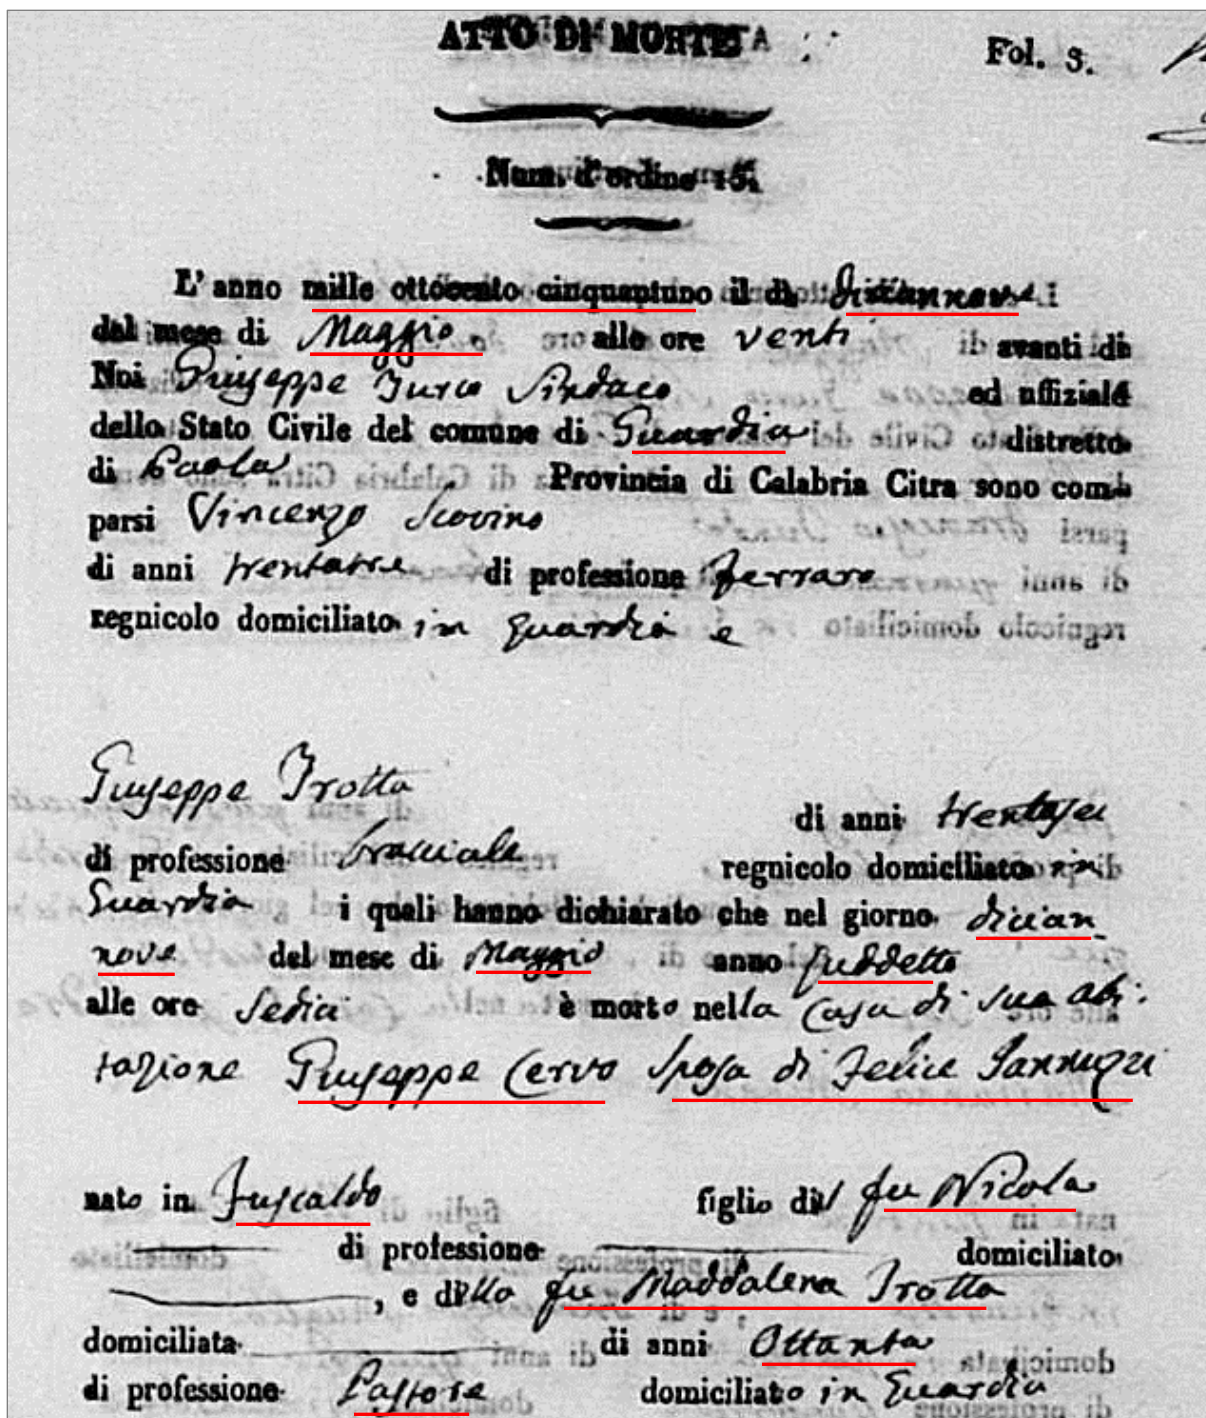 ATTO DI MORTE
Fol. 3.
Num. d'ordine 15.
L' anno mille ottocento cinquantuno il dì diciannove
del mese di Maggio alle ore venti avanti di
Noi Giuseppe Turco Sindaco ed uffiziale
dello Stato Civile del comune di Guardia distretto
di Paola Provincia di Calabria Citra sono com-
parsi Vincenzo Scovino
di anni trentatre di professione Ferraro
regnicolo domiciliato in Guardia e
Giuseppe Trotta
di anni trentasei
di professione bracciale regnicolo domiciliato in
Guardia i quali hanno dichiarato che nel giorno dician
nove del mese di Maggio anno suddetto
alle ore Sedici è morto nella Casa di sua abi:
tazione Giuseppe Cervo Sposo di Felice Iannuzzi
nato in Fuscaldo figlio del fu Nicola
di professione domiciliato
, e della fu Maddalena Trotta
domiciliata di anni Ottanta
di professione Pastore domiciliato in Guardia